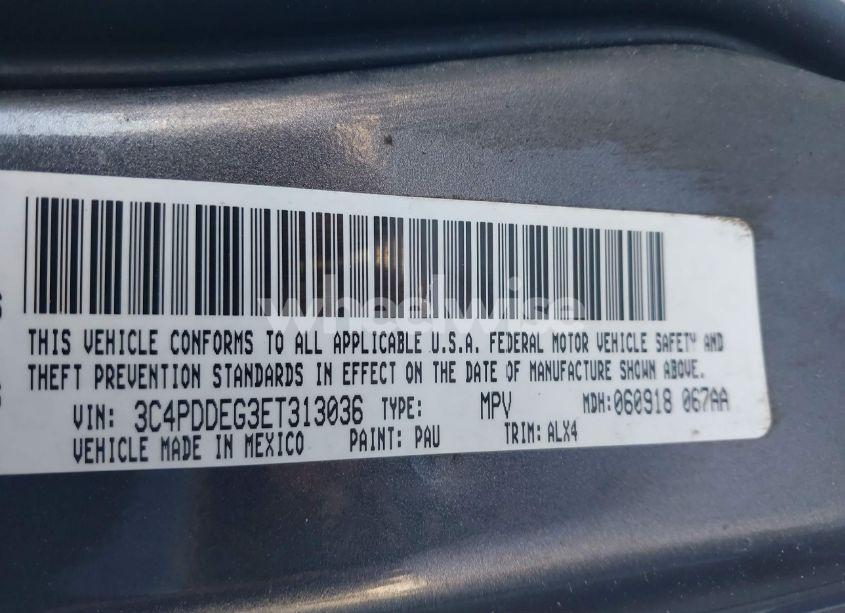 wheelwise
THIS VEHICLE CONFORMS TO ALL APPLICABLE U.S.A. FEDERAL MOTOR VEHICLE SAFETY AND
THEFT PREVENTION STANDARDS IN EFFECT ON THE DATE OF MANUFACTURE SHOWN ABOVE.
VIN: 3C4PDDEG3ET313036 TYPE: MPV MDH:060918 067AA
VEHICLE MADE IN MEXICO PAINT: PAU TRIM: ALX4